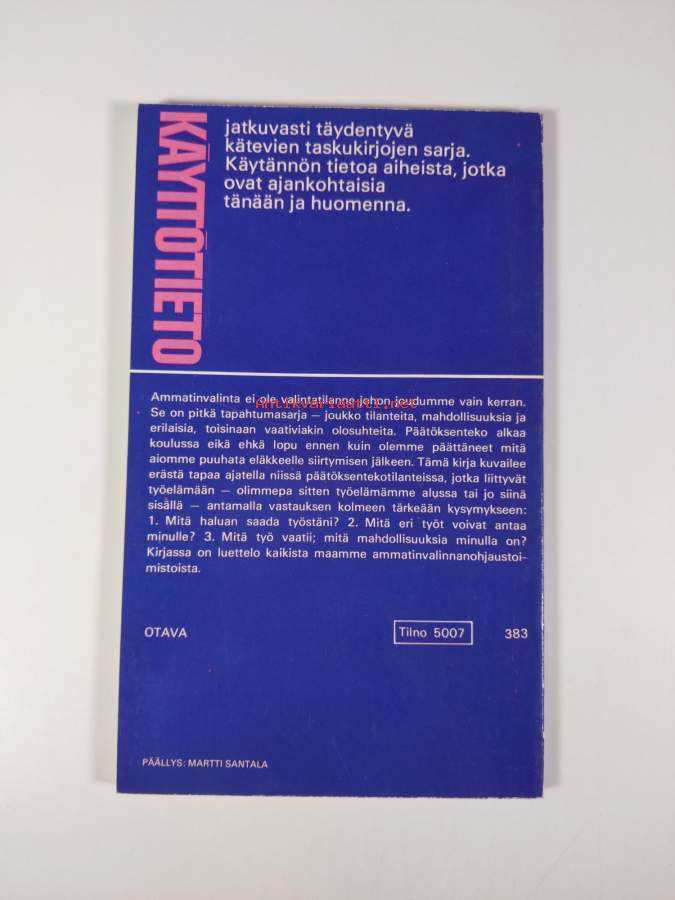 KÄYTTÖTIETO
jatkuvasti täydentyvä
kätevien taskukirjojen sarja.
Käytännön tietoa aiheista, jotka
ovat ajankohtaisia
tänään ja huomenna.
Ammatinvalinta ei ole valintatilanne johon joudumme vain kerran.
Antikvariaatti.net
Se on pitkä tapahtumasarja — joukko tilanteita, mahdollisuuksia ja
erilaisia, toisinaan vaativiakin olosuhteita. Päätöksenteko alkaa
koulussa eikä ehkä lopu ennen kuin olemme päättäneet mitä
aiomme puuhata eläkkeelle siirtymisen jälkeen. Tämä kirja kuvailee
erästä tapaa ajatella niissä päätöksentekotilanteissa, jotka liittyvät
työelämään — olimmepa sitten työelämämme alussa tai jo siinä
sisällä — antamalla vastauksen kolmeen tärkeään kysymykseen:
1. Mitä haluan saada työstäni? 2. Mitä eri työt voivat antaa
minulle? 3. Mitä työ vaatii; mitä mahdollisuuksia minulla on?
Kirjassa on luettelo kaikista maamme ammatinvalinnanohjaustoi-
mistoista.
OTAVA
Tilno 5007
383
PÄÄLLYS: MARTTI SANTALA